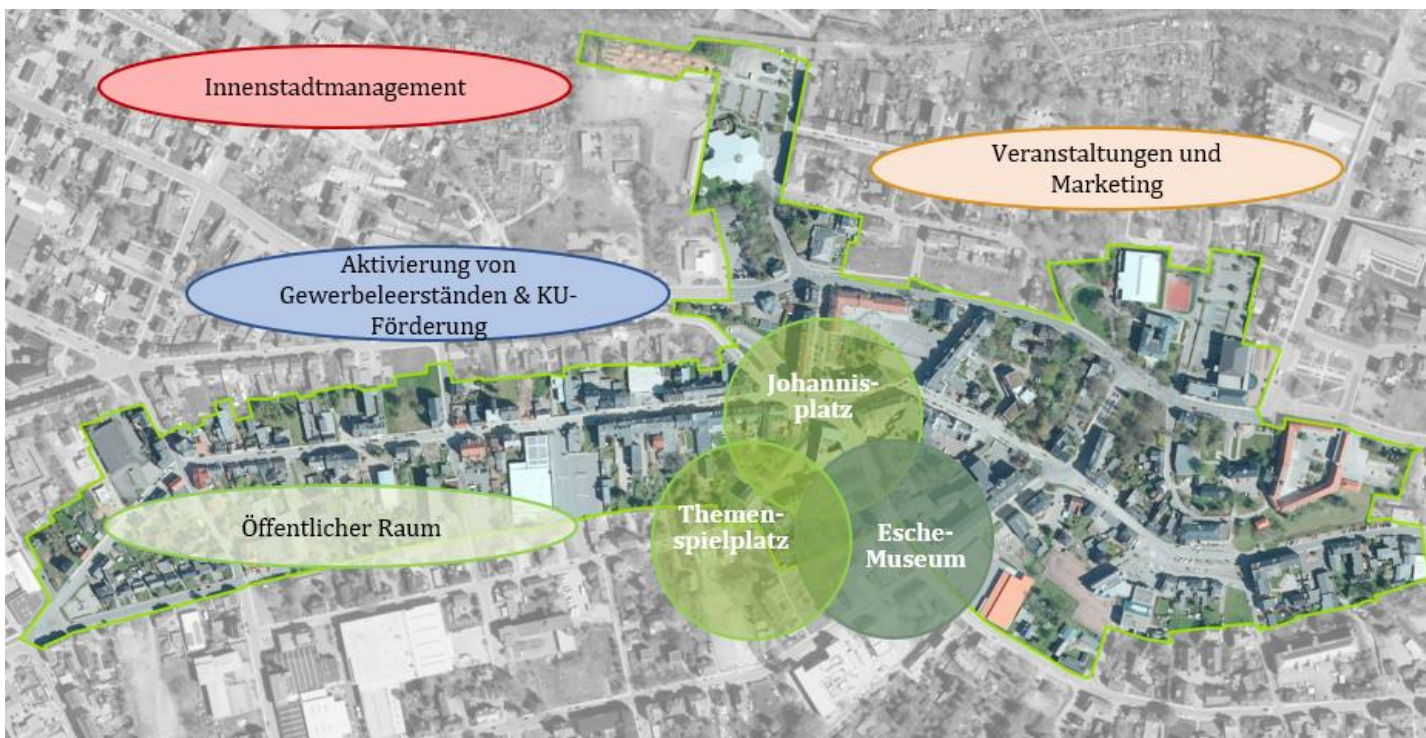 Innenstadtmanagement
Veranstaltungen und
Marketing
Aktivierung von
Gewerbeleerständen & KU-
Förderung
Johannis-
platz
Öffentlicher Raum
Themen-
spielplatz
Esche-
Museum